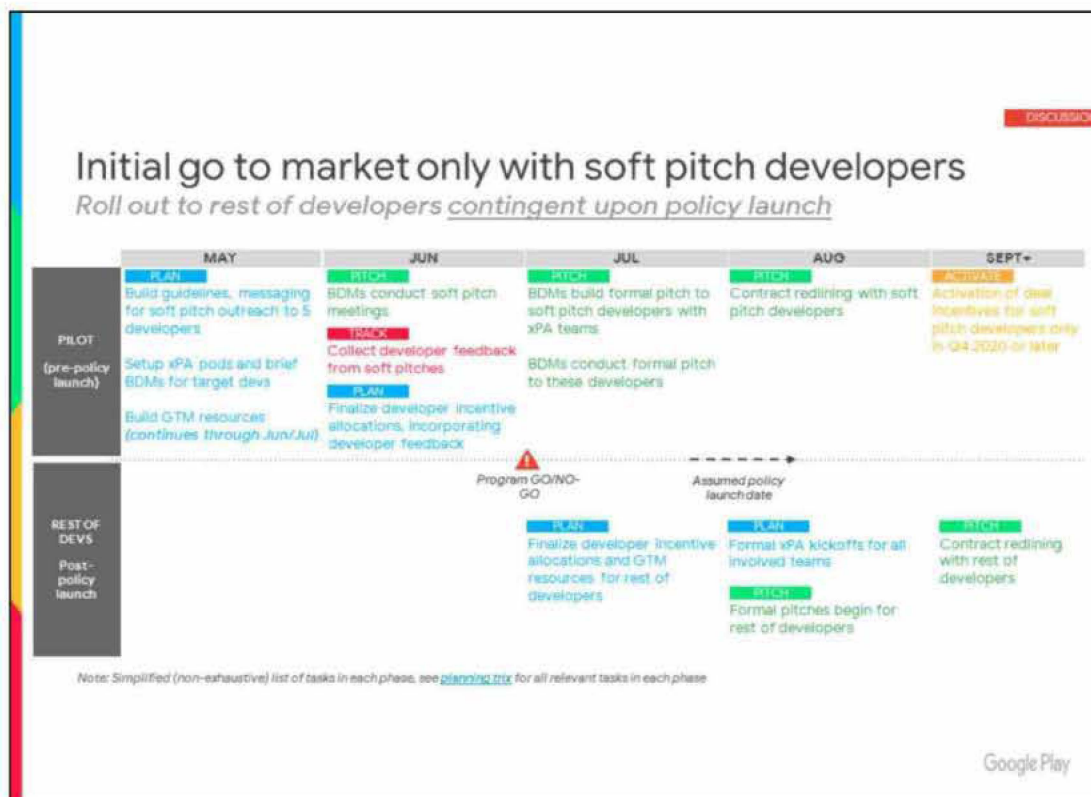 DISCUSSION
Initial go to market only with soft pitch developers
Roll out to rest of developers contingent upon policy launch
MAY
JUN
JUL
AUG
SEPT+
PILOT
(pre-policy
launch)
PLAN
Build guidelines, messaging
for soft pitch outreach to 5
developers
Setup xPA pods and brief
BDMs for target devs
Build GTM resources
(continues through Jun/Jul)
PITCH
BDMs conduct soft pitch
meetings
TRACK
Collect developer feedback
from soft pitches
PLAN
Finalize developer incentive
allocations, incorporating
developer feedback
PITCH
BDMs build formal pitch to
soft pitch developers with
xPA teams
BDMs conduct formal pitch
to these developers
PITCH
Contract redlining with soft
pitch developers
ACTIVATE
Activation of deal
incentives for soft
pitch developers only
in Q4 2020 or later
Program GO/NO-
GO
Assumed policy
launch date
REST OF
DEVS
Post-
policy
launch
PLAN
Finalize developer incentive
allocations and GTM
resources for rest of
developers
PLAN
Formal xPA kickoffs for all
involved teams
PITCH
Formal pitches begin for
rest of developers
PITCH
Contract redlining
with rest of
developers
Note: Simplified (non-exhaustive) list of tasks in each phase, see planning trix for all relevant tasks in each phase
Google Play